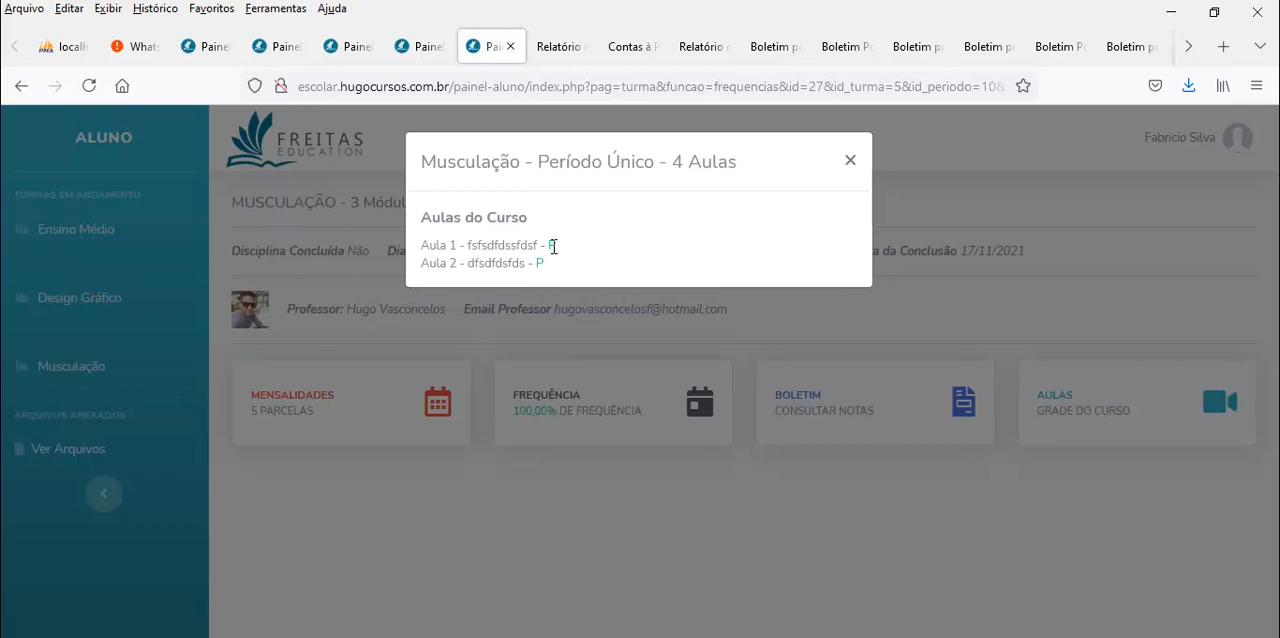 Arquivo Editar Exibir Histórico Favoritos Ferramentas Ajuda
localh What Paine Paine Paine Paine Pai Relatório Contas à P Relatório Boletim p Boletim P Boletim p Boletim p Boletim P Boletim p
escolar.hugocursos.com.br/painel-aluno/index.php?pag=turma&funcao=frequencias&id=27&id_turma=5&id_periodo=10&
ALUNO
FREITAS
EDUCATION
Fabricio Silva
Musculação - Período Único - 4 Aulas
TURMAS EM ANDAMENTO
MUSCULAÇÃO - 3 Módul
Ensino Médio
Aulas do Curso
Aula 1 - fsfsdfdssfdsf - P
Aula 2 - dfsdfdsfds - P
Disciplina Concluída Não Dia
a da Conclusão 17/11/2021
Design Gráfico
Professor: Hugo Vasconcelos Email Professor hugovasconcelosf@hotmail.com
Musculação
MENSALIDADES
5 PARCELAS
FREQUÊNCIA
100,00% DE FREQUÊNCIA
BOLETIM
CONSULTAR NOTAS
AULAS
GRADE DO CURSO
ARQUIVOS ANEXADOS
Ver Arquivos